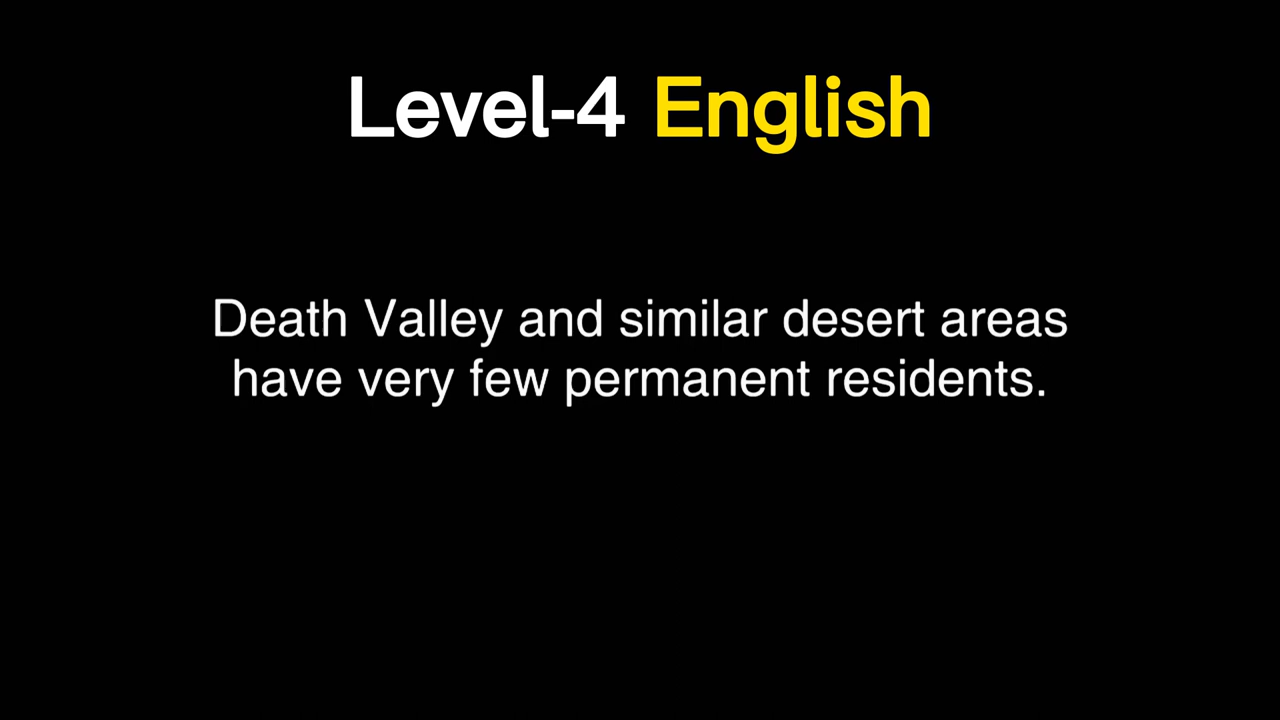 Level-4 English
Death Valley and similar desert areas
have very few permanent residents.